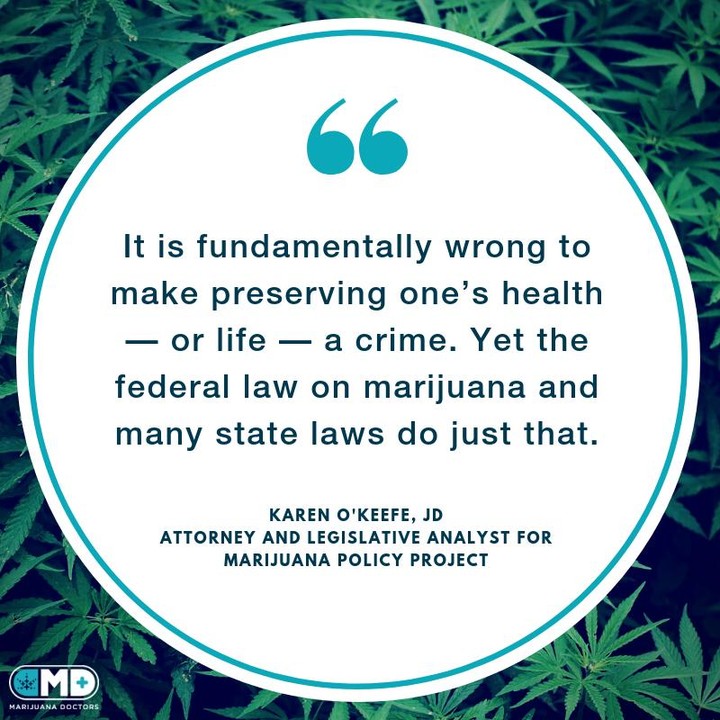 It is fundamentally wrong to
make preserving one’s health
— or life — a crime. Yet the
federal law on marijuana and
many state laws do just that.
KAREN O'KEEFE, JD
ATTORNEY AND LEGISLATIVE ANALYST FOR
MARIJUANA POLICY PROJECT
MD
MARIJUANA DOCTORS